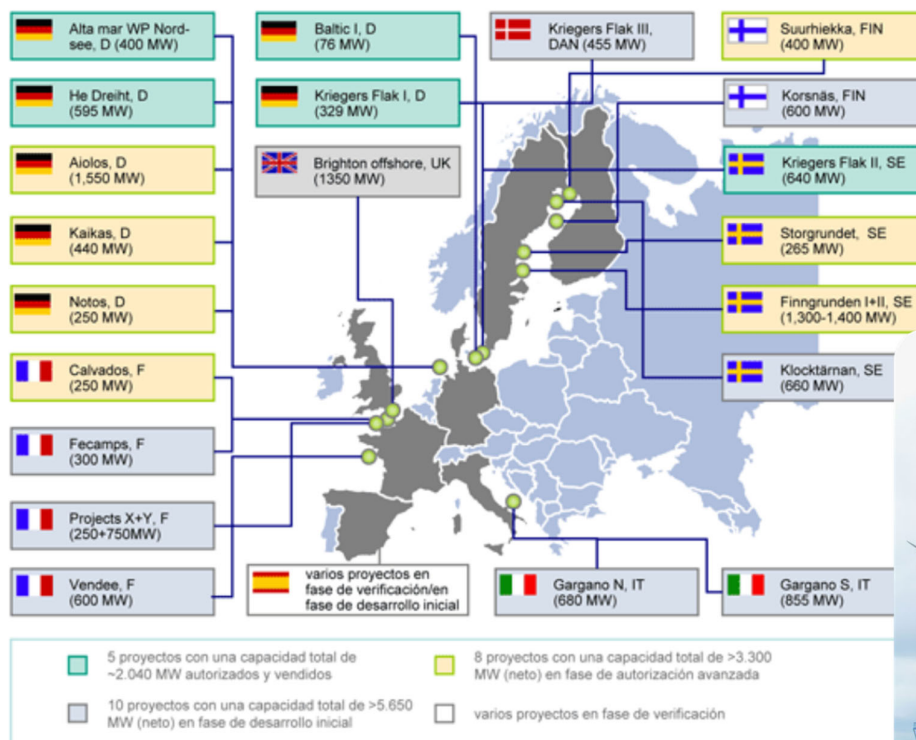 Alta mar WP Nord-
see, D (400 MW)
He Dreiht, D
(595 MW)
Aiolos, D
(1,550 MW)
Kaikas, D
(440 MW)
Notos, D
(250 MW)
Calvados, F
(250 MW)
Fecamps, F
(300 MW)
Projects X+Y, F
(250+750MW)
Vendee, F
(600 MW)
Baltic I, D
(76 MW)
Kriegers Flak I, D
(329 MW)
Brighton offshore, UK
(1350 MW)
Kriegers Flak III,
DAN (455 MW)
Suurhiekka, FIN
(400 MW)
Korsnäs, FIN
(600 MW)
Kriegers Flak II, SE
(640 MW)
Storgrundet, SE
(265 MW)
Finngrunden I+II, SE
(1,300-1,400 MW)
Klocktärnan, SE
(660 MW)
varios proyectos en
fase de verificación/en
fase de desarrollo inicial
Gargano N, IT
(680 MW)
Gargano S, IT
(855 MW)
5 proyectos con una capacidad total de
~2.040 MW autorizados y vendidos
8 proyectos con una capacidad total de >3.300
MW (neto) en fase de autorización avanzada
10 proyectos con una capacidad total de >5.650
MW (neto) en fase de desarrollo inicial
varios proyectos en fase de verificación